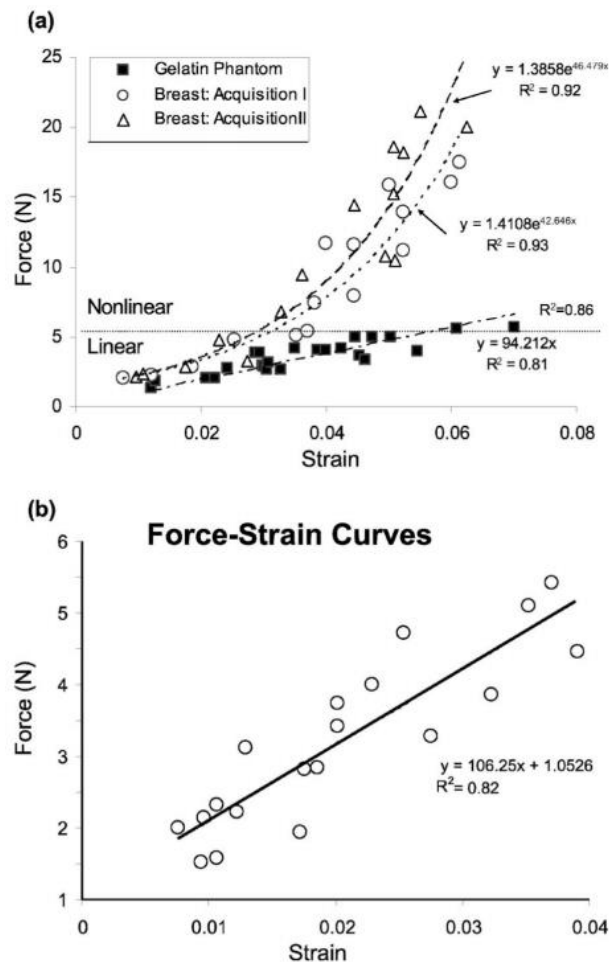 (a)
25
20
15
10
5
0
Force (N)
Gelatin Phantom
Breast: Acquisition I
Breast: AcquisitionII
y = 1.3858e^46.479x
R² = 0.92
y = 1.4108e^42.646x
R² = 0.93
Nonlinear
Linear
R²=0.86
y = 94.212x
R² = 0.81
0 0.02 0.04 0.06 0.08
Strain
(b)
Force-Strain Curves
6
5
4
3
2
1
Force (N)
y = 106.25x + 1.0526
R²= 0.82
0 0.01 0.02 0.03 0.04
Strain